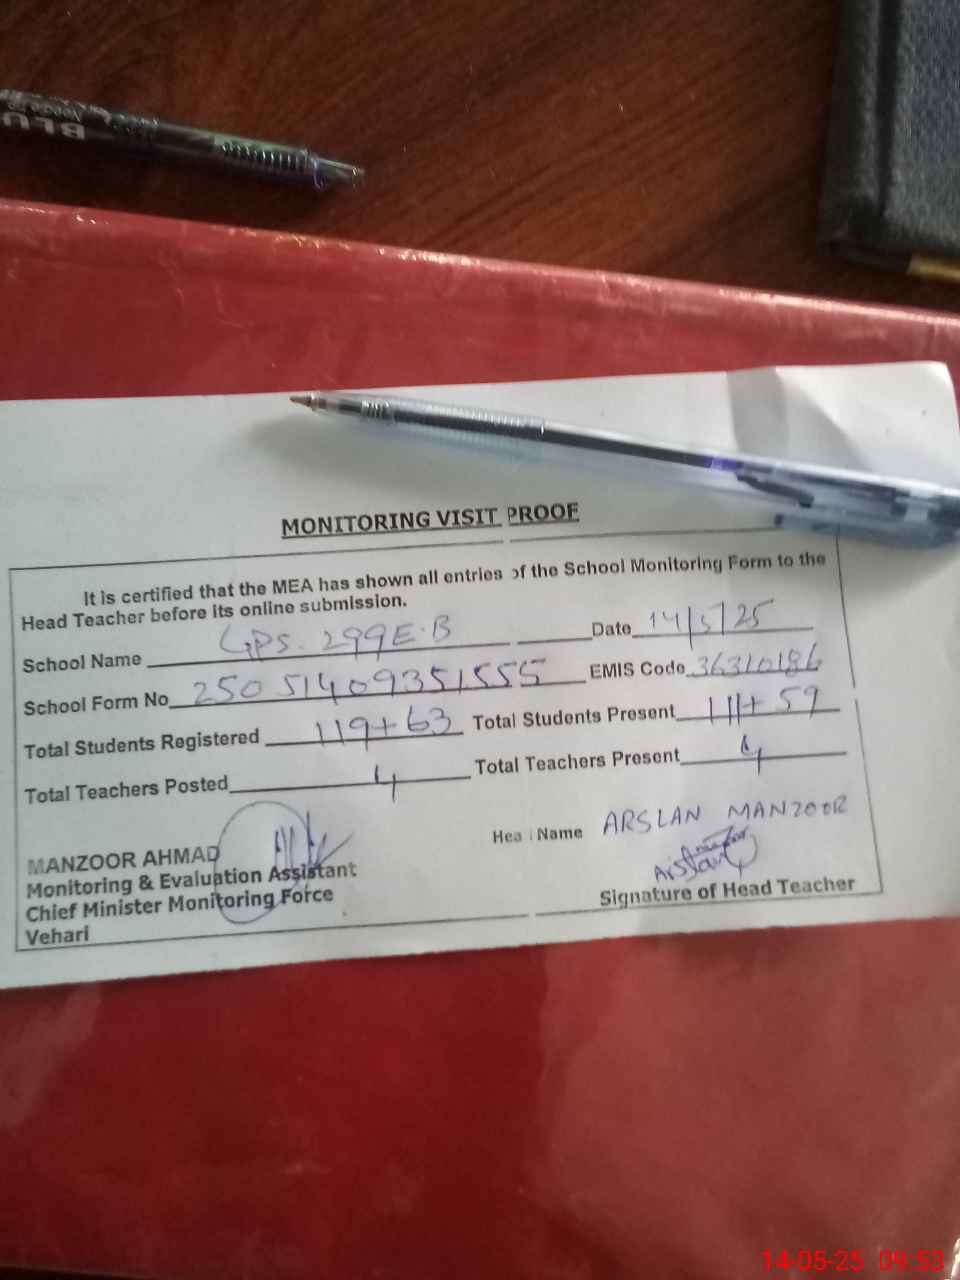 BLU
MONITORING VISIT PROOF
It is certified that the MEA has shown all entries of the School Monitoring Form to the
Head Teacher before its online submission.
School Name GPS. 299E.B Date 14/5/25
School Form No 25051409351555 EMIS Code 36310186
Total Students Registered 119+63 Total Students Present 111+59
Total Teachers Posted 4 Total Teachers Present 4
Hea Name ARSLAN MANZOOR
MANZOOR AHMAD
Monitoring & Evaluation Assistant
Chief Minister Monitoring Force
Vehari
Arslan
Signature of Head Teacher
14-05-25 09:53